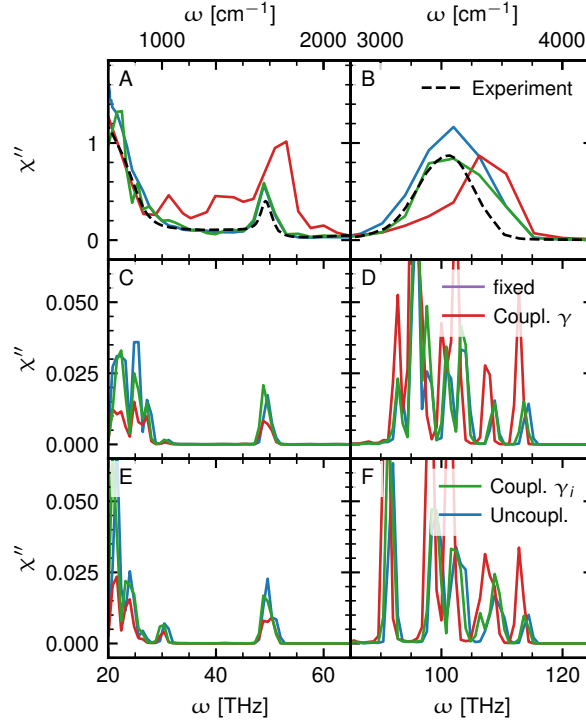 ω [cm⁻¹] ω [cm⁻¹]
1000 2000 3000 4000
A B
Experiment
χ′′
1
0
C D
fixed
Coupl. γ
χ′′
0.050
0.025
0.000
E F
Coupl. γᵢ
Uncoupl.
χ′′
0.050
0.025
0.000
20 40 60 100 120
ω [THz] ω [THz]